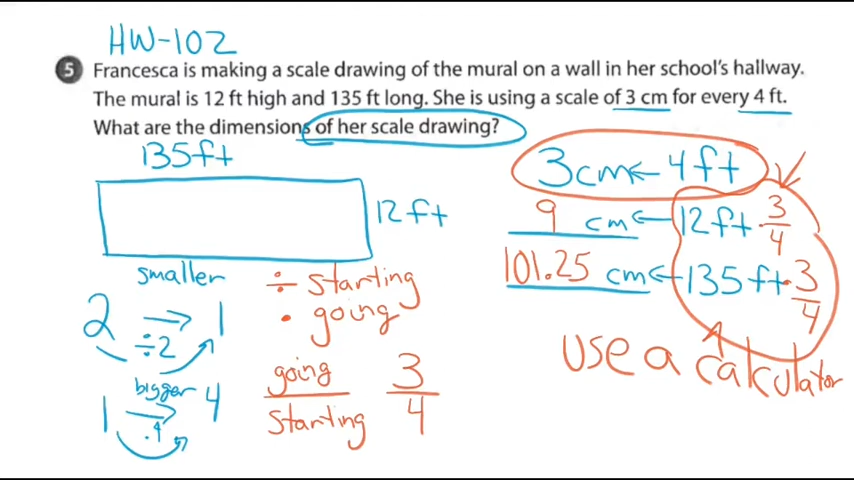 HW-102
5 Francesca is making a scale drawing of the mural on a wall in her school's hallway.
The mural is 12 ft high and 135 ft long. She is using a scale of 3 cm for every 4 ft.
What are the dimensions of her scale drawing?
135ft
12ft
3cm ← 4ft
9 cm ← 12ft · 3/4
101.25 cm ← 135ft · 3/4
smaller
2 → 1
÷2
÷ starting
· going
bigger
1 → 4
·4
going
starting
3
4
use a calculator